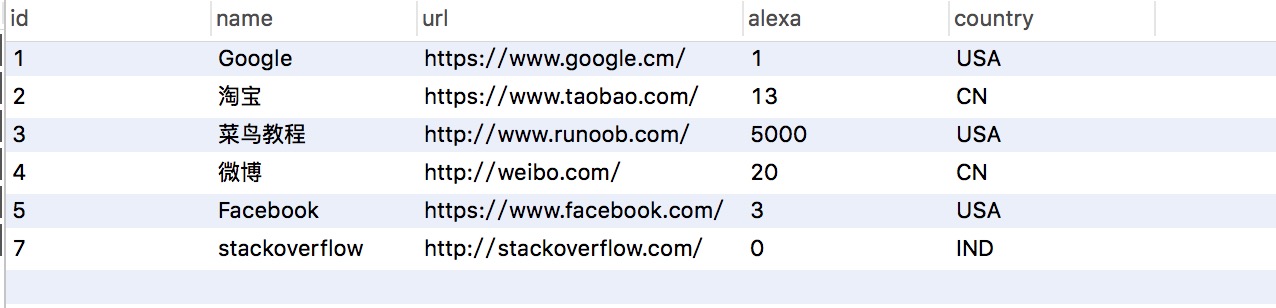 id name url alexa country
1 Google https://www.google.cm/ 1 USA
2 淘宝 https://www.taobao.com/ 13 CN
3 菜鸟教程 http://www.runoob.com/ 5000 USA
4 微博 http://weibo.com/ 20 CN
5 Facebook https://www.facebook.com/ 3 USA
7 stackoverflow http://stackoverflow.com/ 0 IND